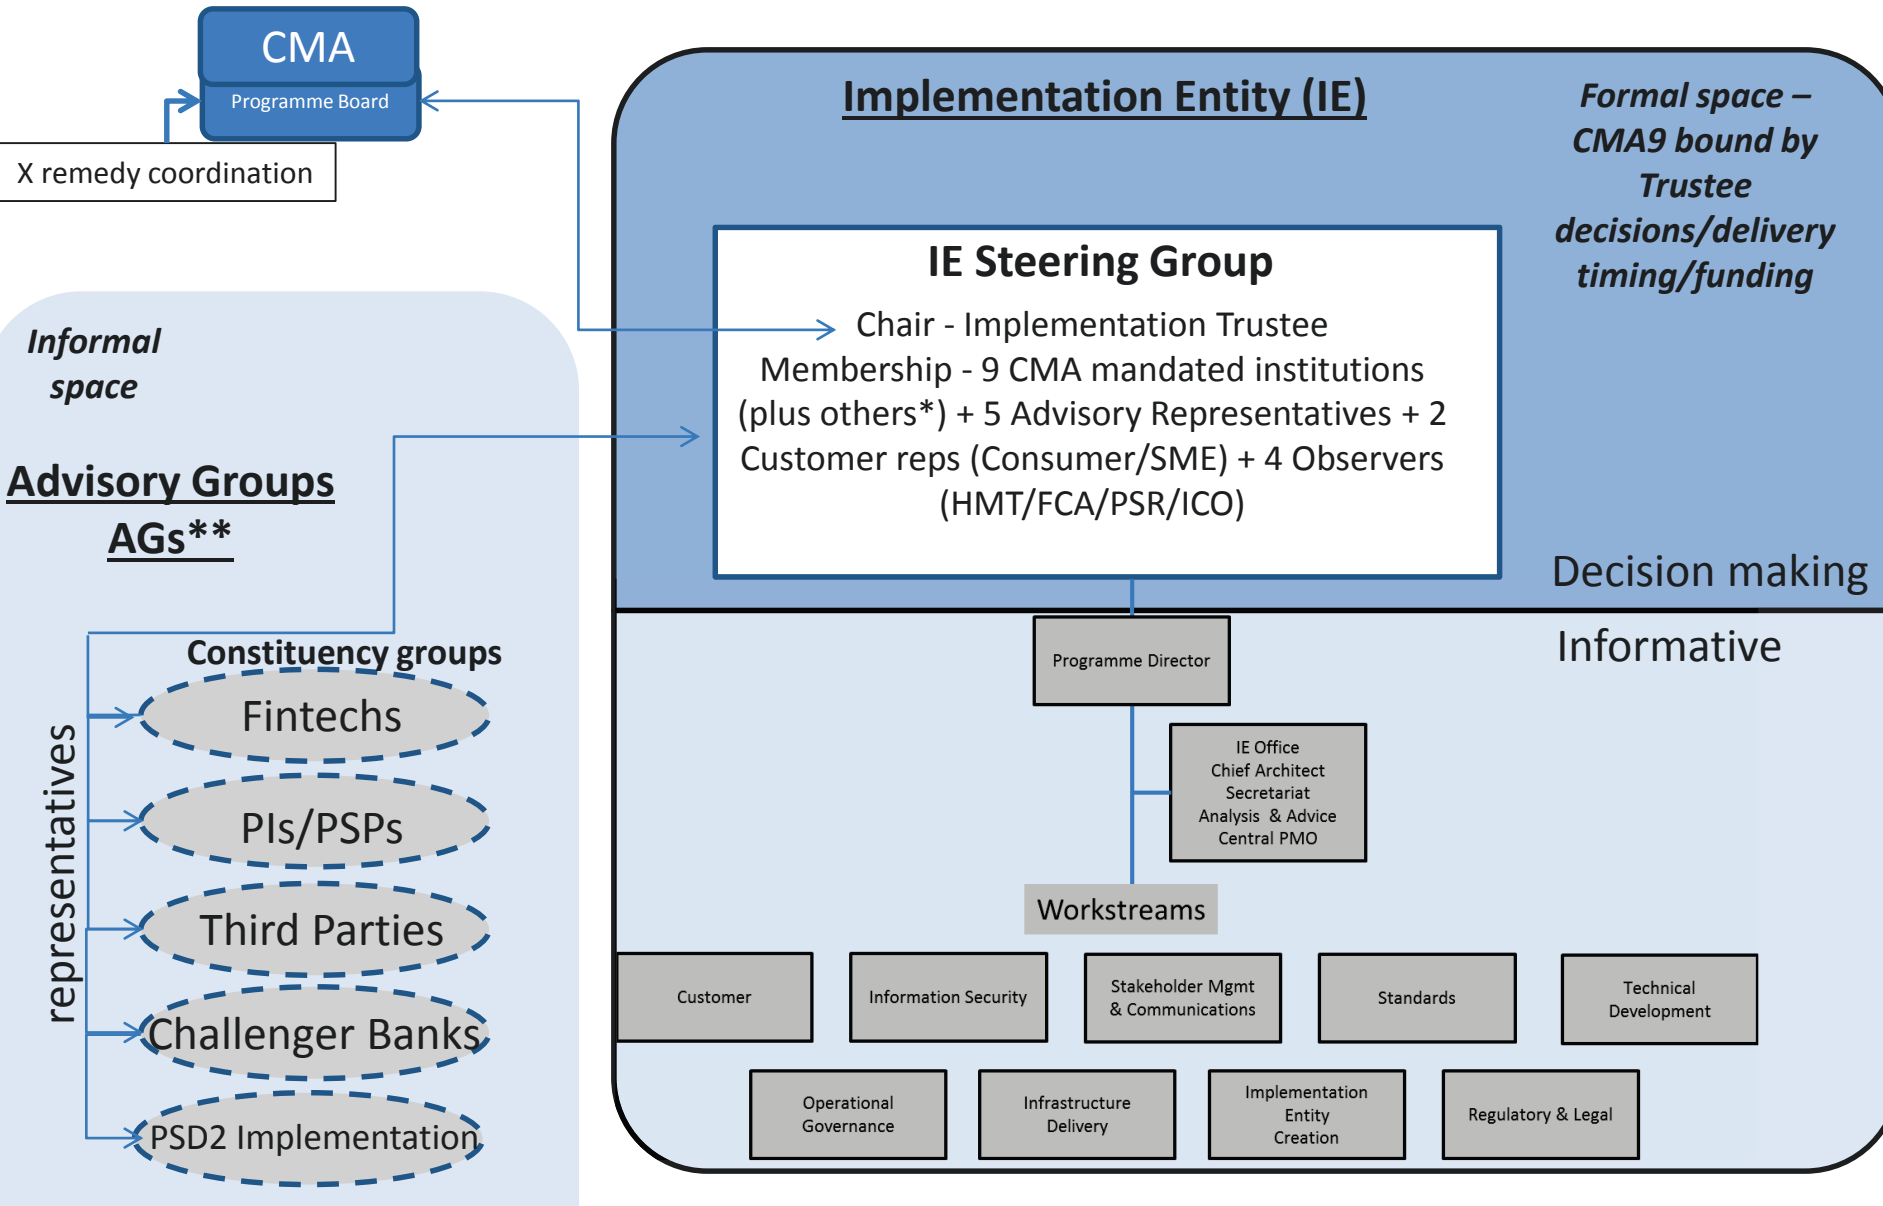 CMA
Programme Board
X remedy coordination
Informal
space
Advisory Groups
AGs**
Constituency groups
representatives
Fintechs
PIs/PSPs
Third Parties
Challenger Banks
PSD2 Implementation
Implementation Entity (IE)
Formal space –
CMA9 bound by
Trustee
decisions/delivery
timing/funding
IE Steering Group
Chair - Implementation Trustee
Membership - 9 CMA mandated institutions
(plus others*) + 5 Advisory Representatives + 2
Customer reps (Consumer/SME) + 4 Observers
(HMT/FCA/PSR/ICO)
Decision making
Informative
Programme Director
IE Office
Chief Architect
Secretariat
Analysis & Advice
Central PMO
Workstreams
Customer
Information Security
Stakeholder Mgmt
& Communications
Standards
Technical
Development
Operational
Governance
Infrastructure
Delivery
Implementation
Entity
Creation
Regulatory & Legal